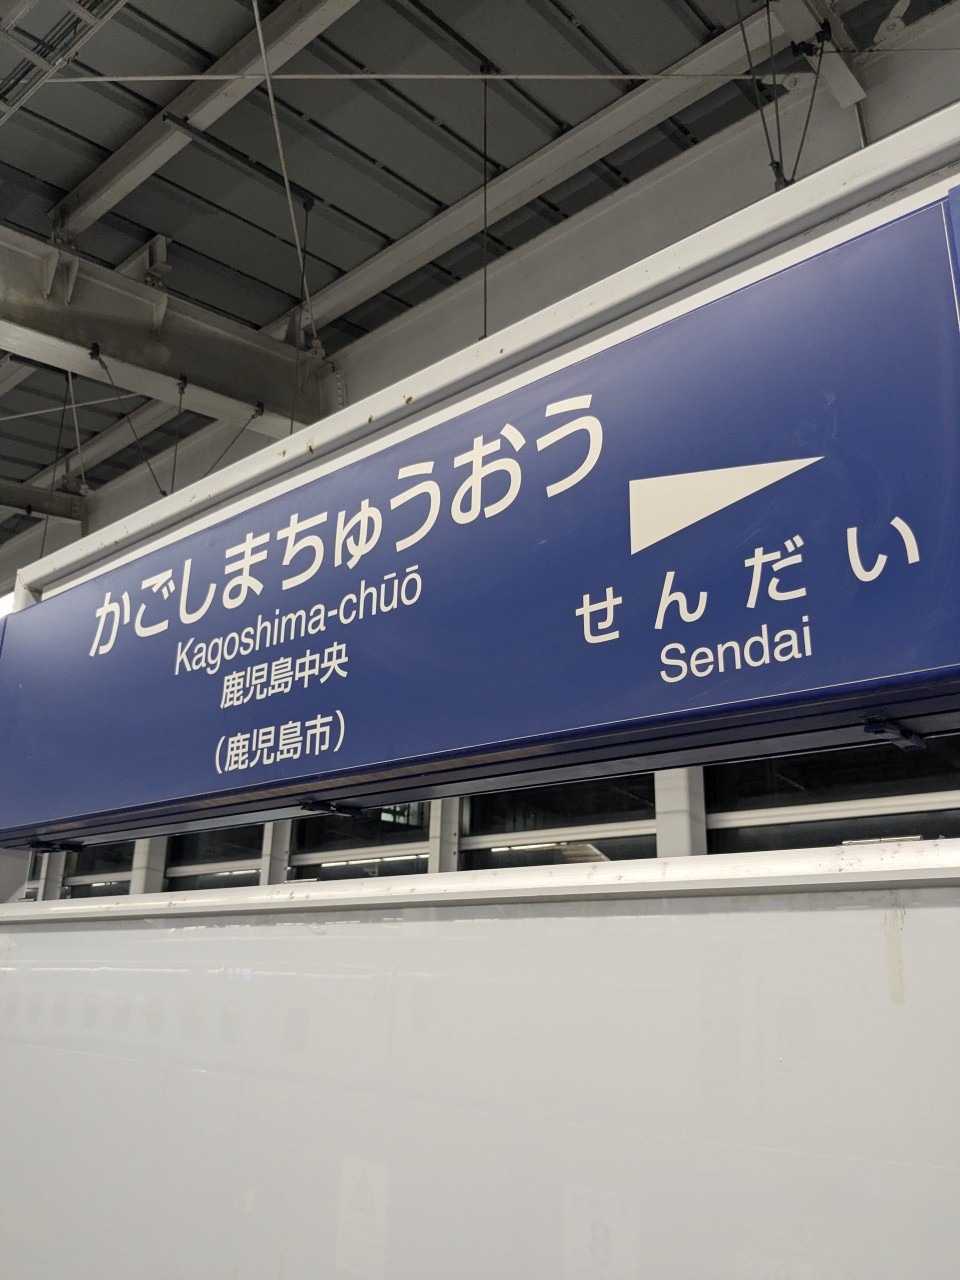 かごしまちゅうおう
Kagoshima-chūō
鹿児島中央
(鹿児島市)
せんだい
Sendai